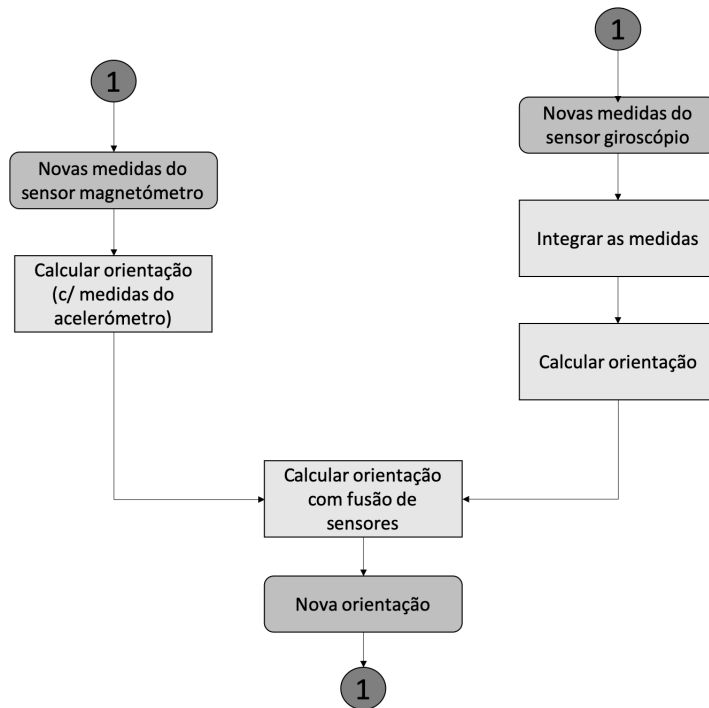 1
Novas medidas do
sensor magnetómetro
Calcular orientação
(c/ medidas do
acelerómetro)
1
Novas medidas do
sensor giroscópio
Integrar as medidas
Calcular orientação
Calcular orientação
com fusão de
sensores
Nova orientação
1